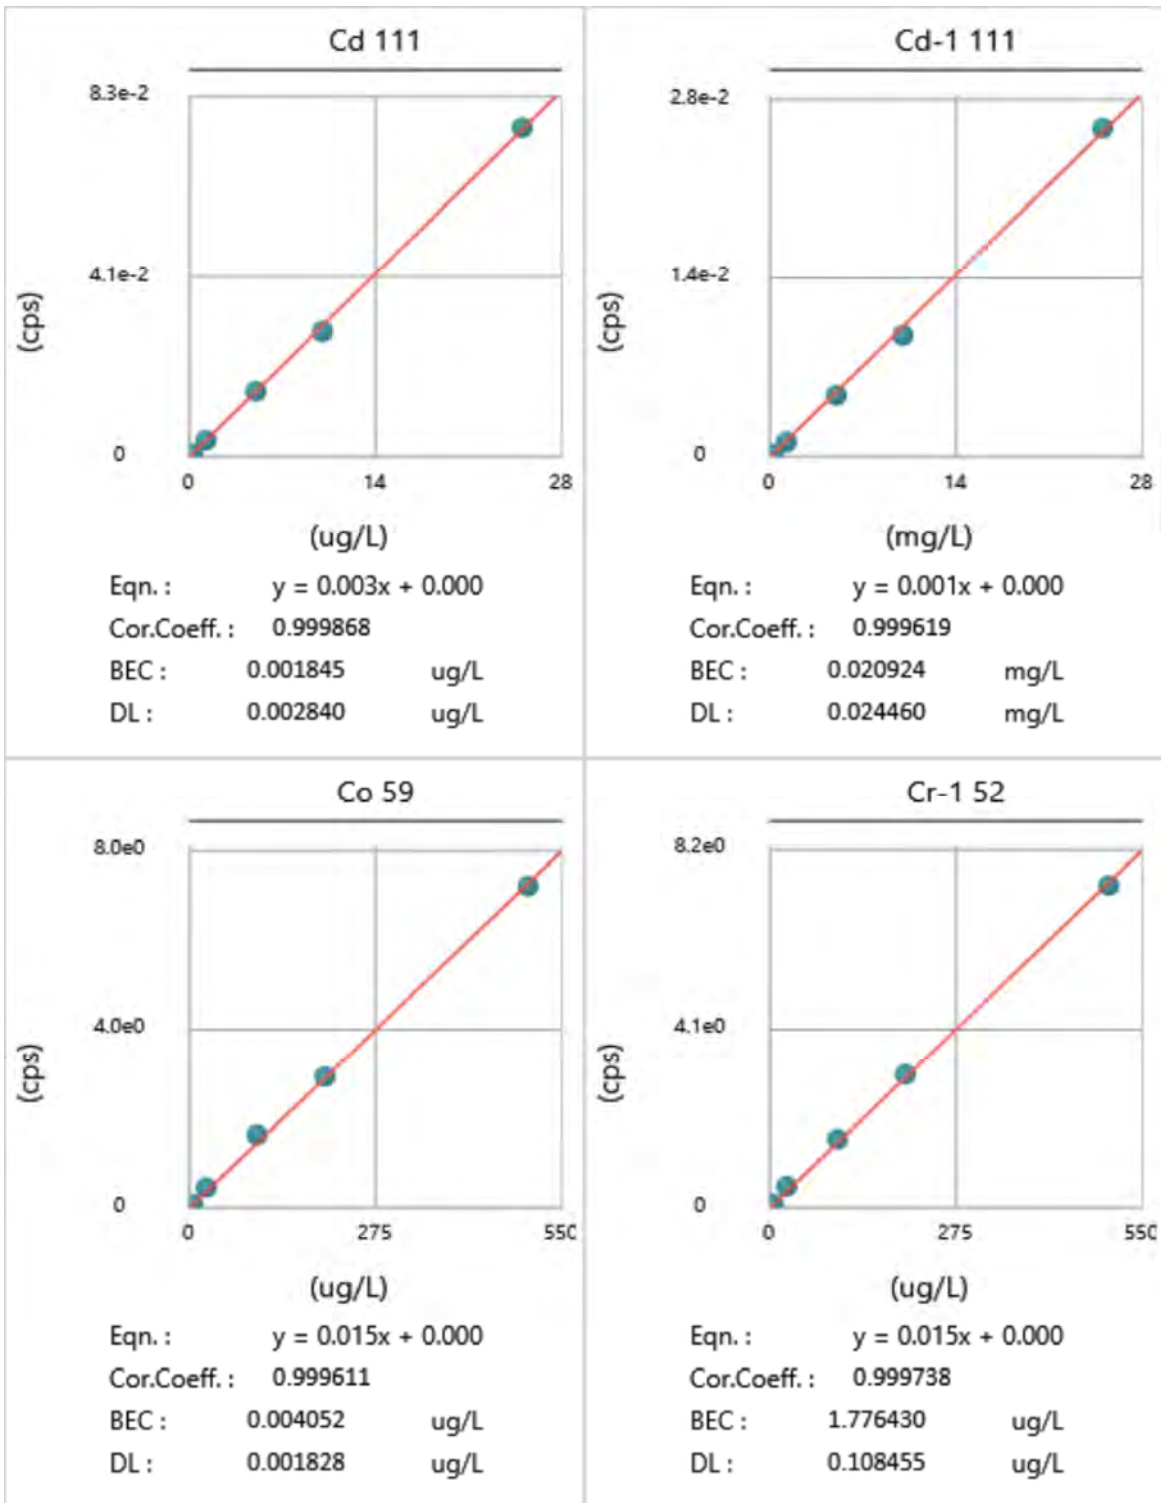 Cd 111
8.3e-2
4.1e-2
0
(cps)
0 14 28
(ug/L)
Eqn. : y = 0.003x + 0.000
Cor.Coeff. : 0.999868
BEC : 0.001845 ug/L
DL : 0.002840 ug/L
Cd-1 111
2.8e-2
1.4e-2
0
(cps)
0 14 28
(mg/L)
Eqn. : y = 0.001x + 0.000
Cor.Coeff. : 0.999619
BEC : 0.020924 mg/L
DL : 0.024460 mg/L
Co 59
8.0e0
4.0e0
0
(cps)
0 275 550
(ug/L)
Eqn. : y = 0.015x + 0.000
Cor.Coeff. : 0.999611
BEC : 0.004052 ug/L
DL : 0.001828 ug/L
Cr-1 52
8.2e0
4.1e0
0
(cps)
0 275 550
(ug/L)
Eqn. : y = 0.015x + 0.000
Cor.Coeff. : 0.999738
BEC : 1.776430 ug/L
DL : 0.108455 ug/L